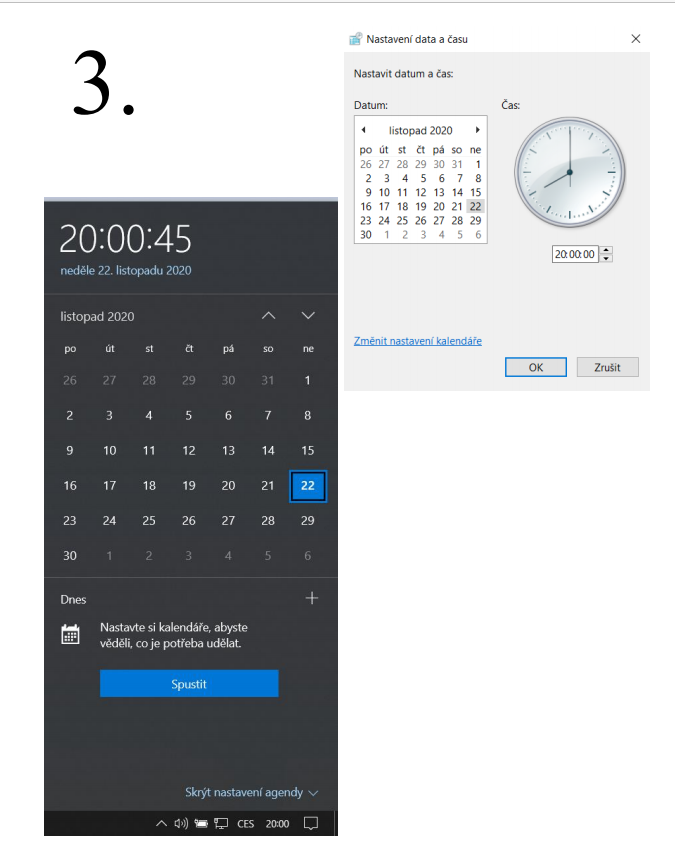 3.
Nastavení data a času
Nastavit datum a čas:
Datum:
Čas:
listopad 2020
po út st čt pá so ne
26 27 28 29 30 31 1
2 3 4 5 6 7 8
9 10 11 12 13 14 15
16 17 18 19 20 21 22
23 24 25 26 27 28 29
30 1 2 3 4 5 6
20:00:00
Změnit nastavení kalendáře
OK Zrušit
20:00:45
neděle 22. listopadu 2020
listopad 2020
po út st čt pá so ne
26 27 28 29 30 31 1
2 3 4 5 6 7 8
9 10 11 12 13 14 15
16 17 18 19 20 21 22
23 24 25 26 27 28 29
30 1 2 3 4 5 6
Dnes
Nastavte si kalendáře, abyste
věděli, co je potřeba udělat.
Spustit
Skrýt nastavení agendy
CES 20:00